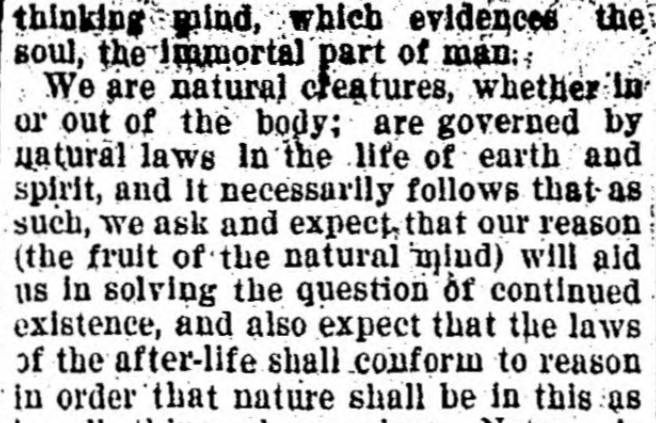 thinking mind, which evidences the
soul, the immortal part of man.
We are natural creatures, whether in
or out of the body; are governed by
natural laws in the life of earth and
spirit, and it necessarily follows that as
such, we ask and expect, that our reason
(the fruit of the natural mind) will aid
us in solving the question of continued
existence, and also expect that the laws
of the after-life shall conform to reason
in order that nature shall be in this as